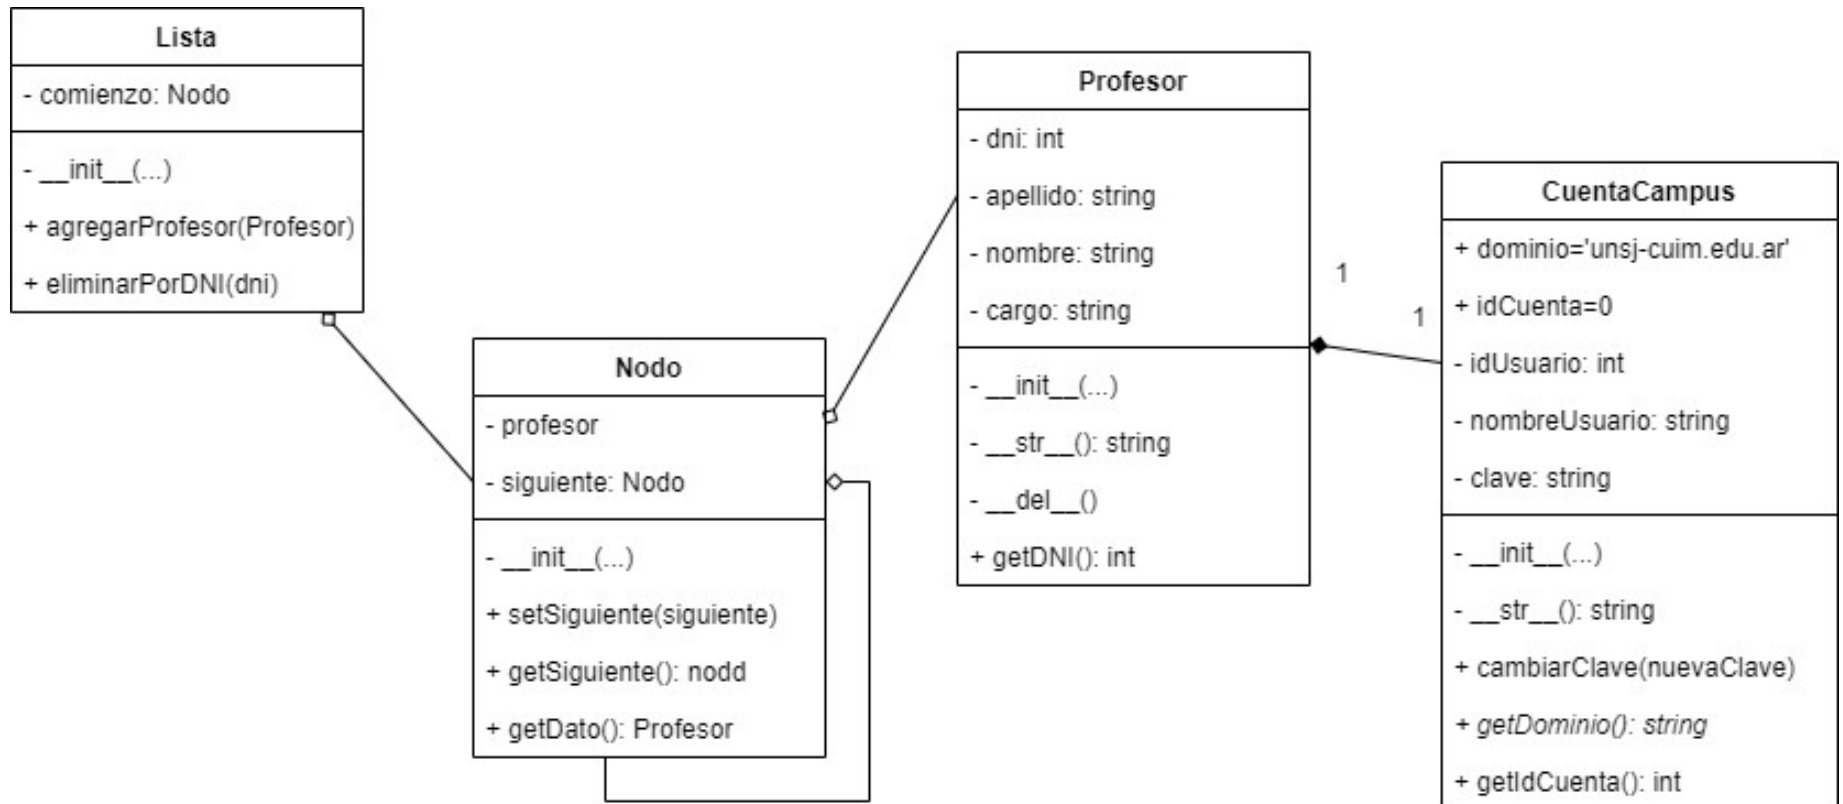 Lista
- comienzo: Nodo
- __init__(...)
+ agregarProfesor(Profesor)
+ eliminarPorDNI(dni)
Nodo
- profesor
- siguiente: Nodo
- __init__(...)
+ setSiguiente(siguiente)
+ getSiguiente(): nodd
+ getDato(): Profesor
Profesor
- dni: int
- apellido: string
- nombre: string
- cargo: string
- __init__(...)
- __str__(): string
- __del__()
+ getDNI(): int
1
1
CuentaCampus
+ dominio='unsj-cuim.edu.ar'
+ idCuenta=0
- idUsuario: int
- nombreUsuario: string
- clave: string
- __init__(...)
- __str__(): string
+ cambiarClave(nuevaClave)
+ getDominio(): string
+ getIdCuenta(): int